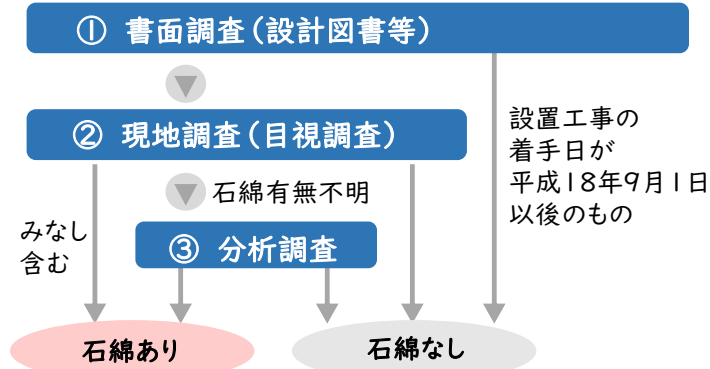 ① 書面調査（設計図書等）
② 現地調査（目視調査）
設置工事の
着手日が
平成18年9月1日
以後のもの
石綿有無不明
みなし
含む
③ 分析調査
石綿あり
石綿なし